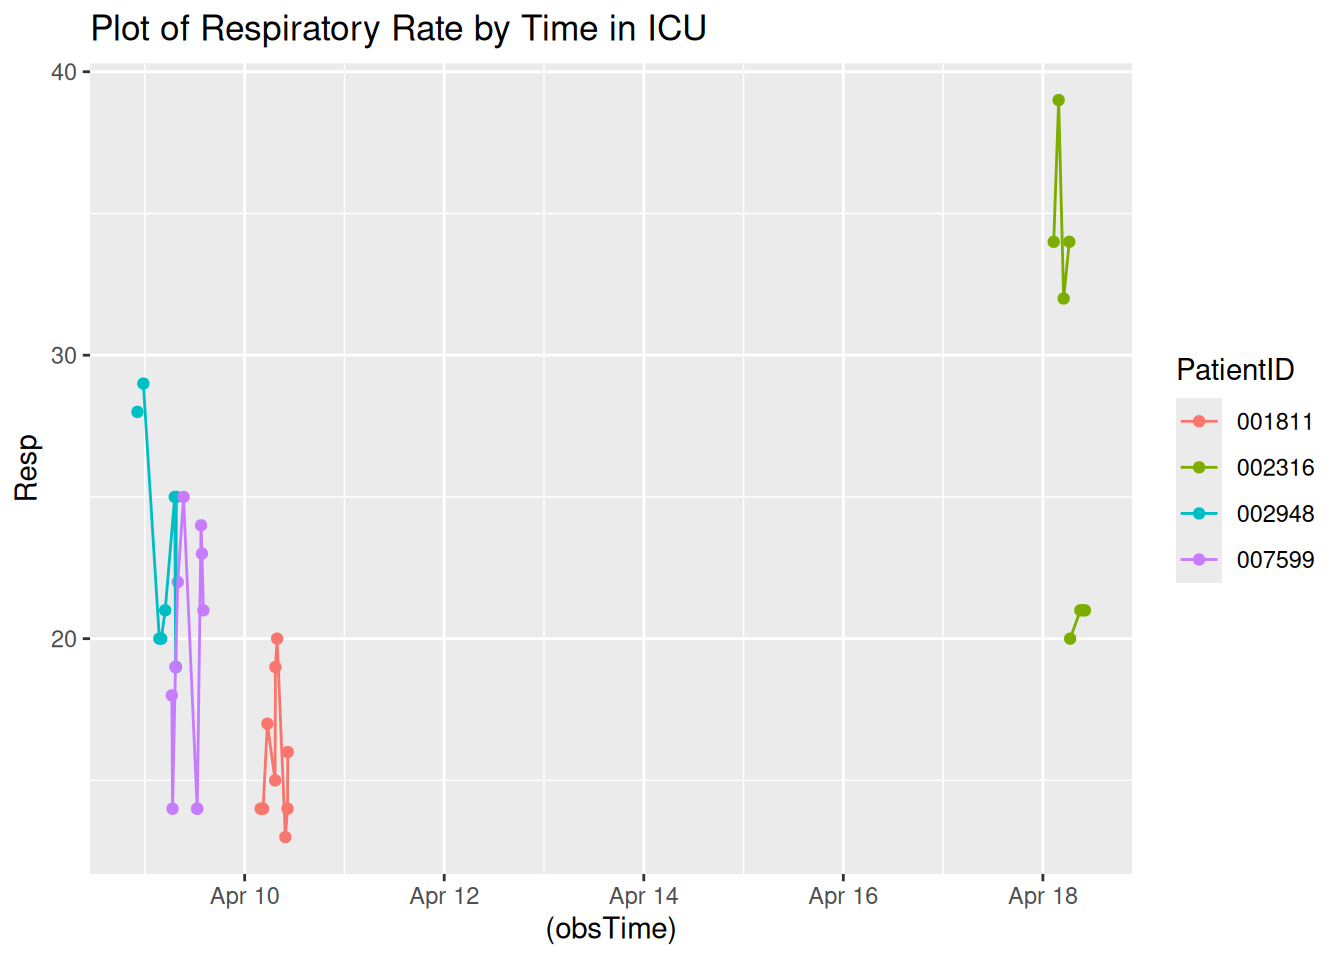 Plot of Respiratory Rate by Time in ICU
40
30
20
Resp
Apr 10
Apr 12
Apr 14
Apr 16
Apr 18
(obsTime)
PatientID
001811
002316
002948
007599